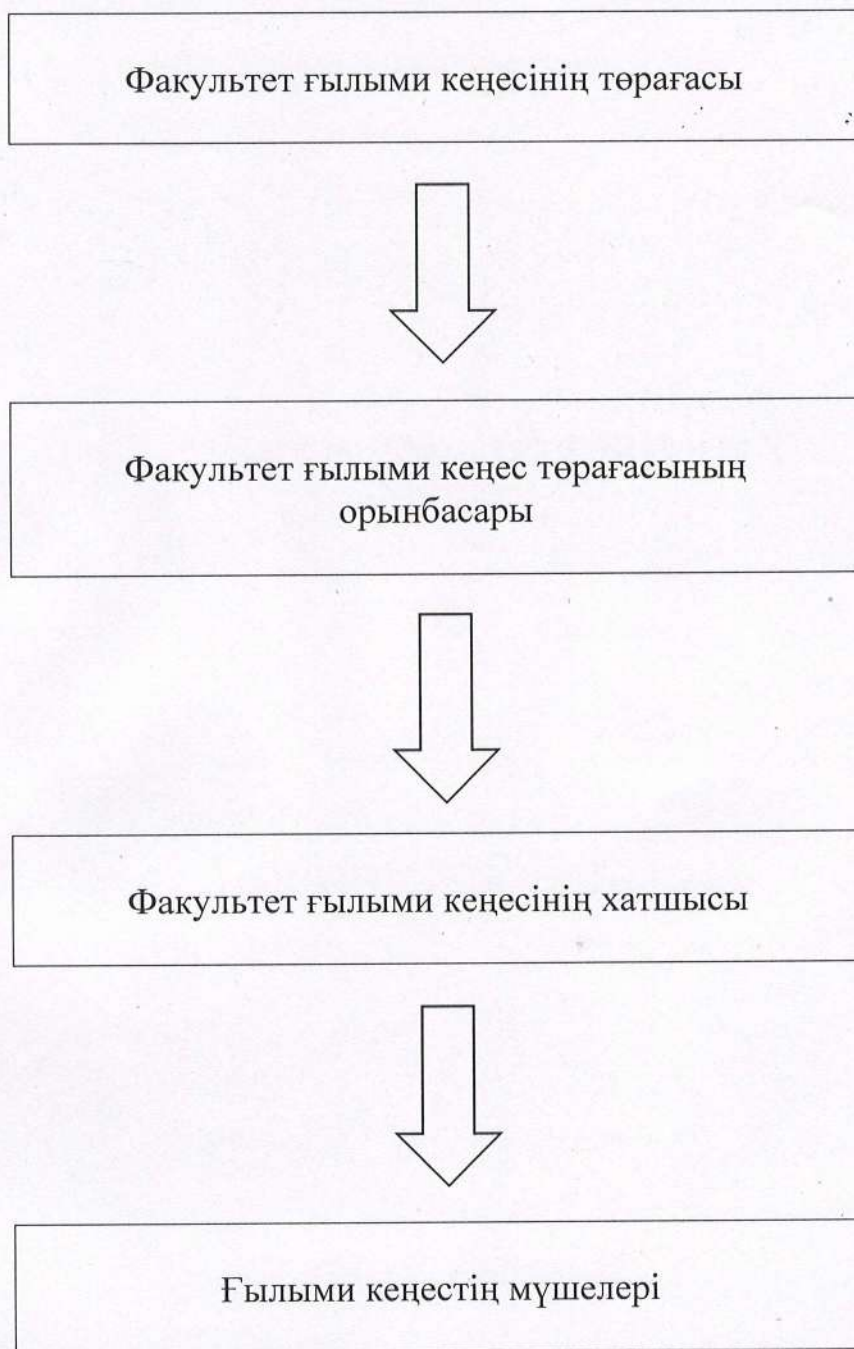 Факультет ғылыми кеңесінің төрағасы
Факультет ғылыми кеңес төрағасының
орынбасары
Факультет ғылыми кеңесінің хатшысы
Ғылыми кеңестің мүшелері